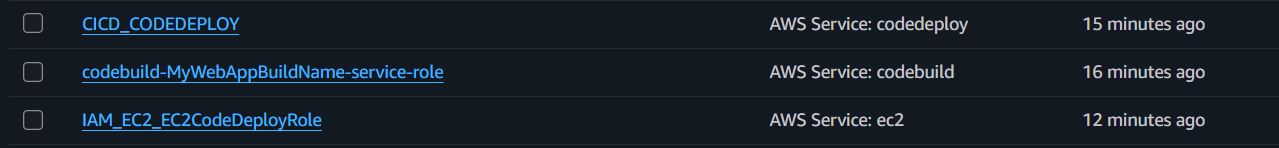 CICD_CODEDEPLOY AWS Service: codedeploy 15 minutes ago
codebuild-MyWebAppBuildName-service-role AWS Service: codebuild 16 minutes ago
IAM_EC2_EC2CodeDeployRole AWS Service: ec2 12 minutes ago